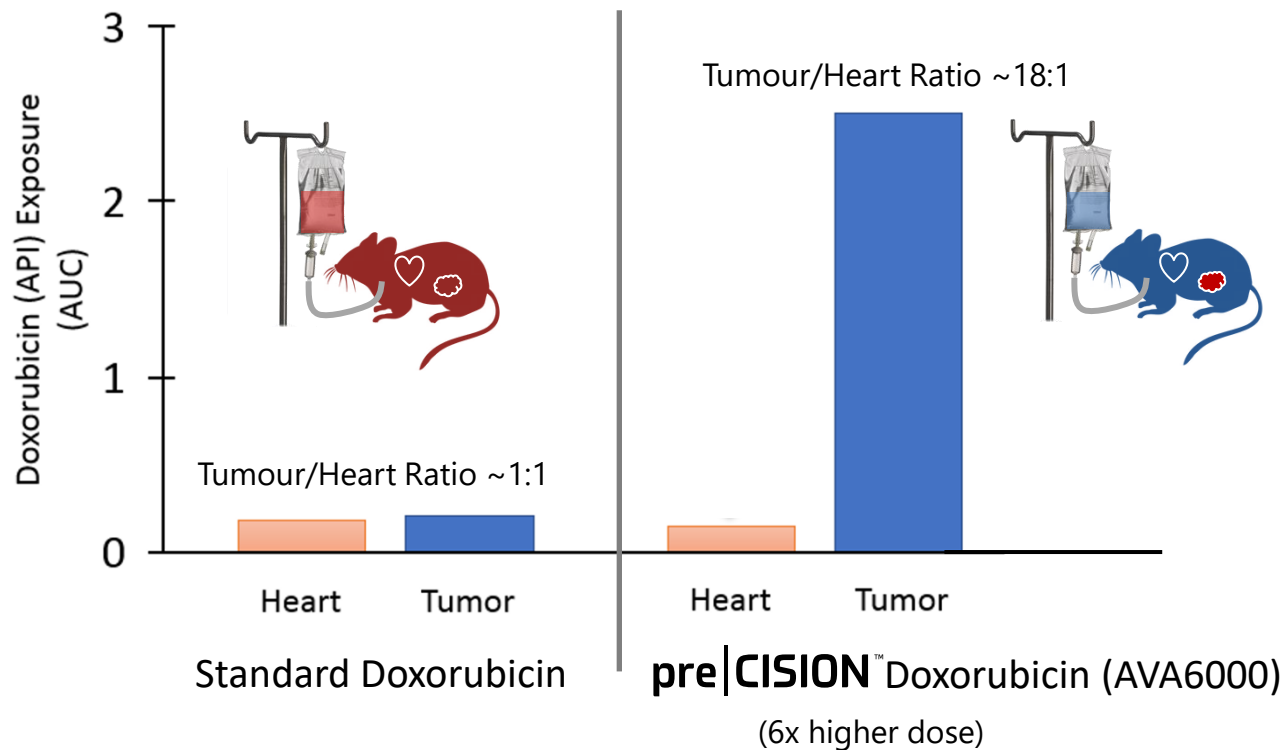 Doxorubicin (API) Exposure
(AUC)
3
2
1
0
Tumour/Heart Ratio ~1:1
Heart
Tumor
Standard Doxorubicin
Tumour/Heart Ratio ~18:1
Heart
Tumor
pre|CISION™ Doxorubicin (AVA6000)
(6x higher dose)